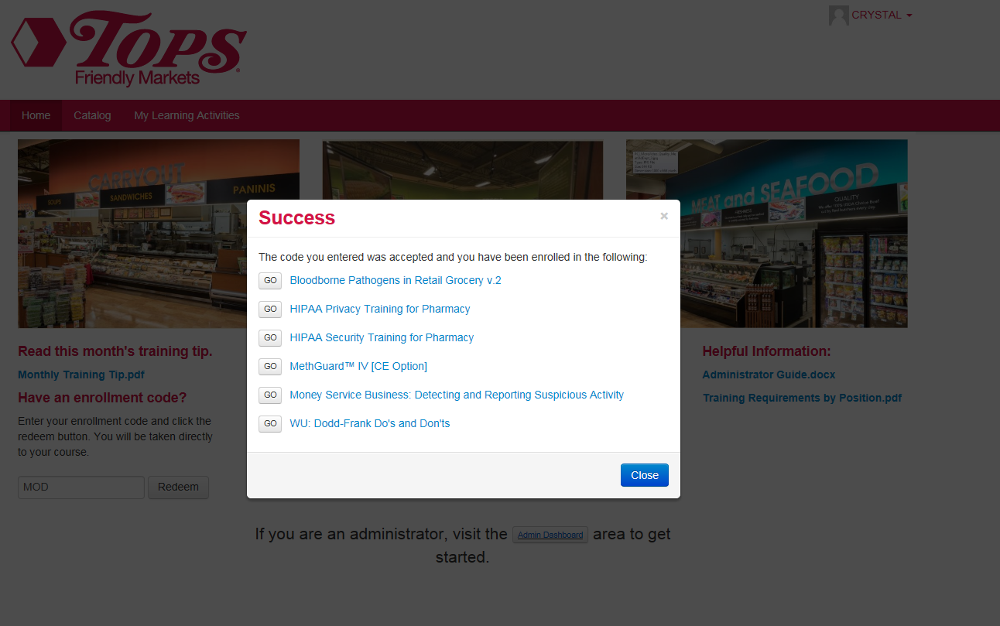 CRYSTAL
TOPS
Friendly Markets
Home
Catalog
My Learning Activities
CARRYOUT
SOUPS
SANDWICHES
PANINIS
MEAT and SEAFOOD
FRESHNESS
QUALITY
Success
×
The code you entered was accepted and you have been enrolled in the following:
GO Bloodborne Pathogens in Retail Grocery v.2
GO HIPAA Privacy Training for Pharmacy
GO HIPAA Security Training for Pharmacy
GO MethGuard™ IV [CE Option]
GO Money Service Business: Detecting and Reporting Suspicious Activity
GO WU: Dodd-Frank Do's and Don'ts
Close
Read this month's training tip.
Monthly Training Tip.pdf
Have an enrollment code?
Enter your enrollment code and click the
redeem button. You will be taken directly
to your course.
MOD
Redeem
Helpful Information:
Administrator Guide.docx
Training Requirements by Position.pdf
If you are an administrator, visit the Admin Dashboard area to get
started.